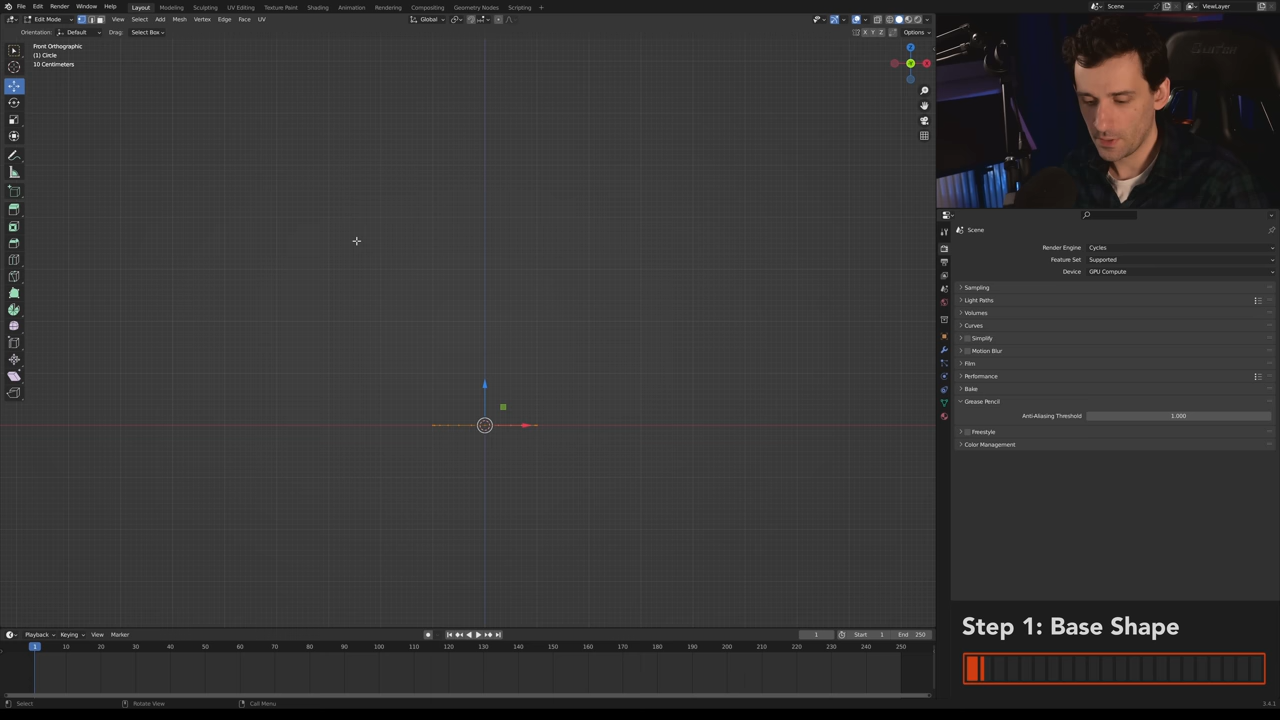 File Edit Render Window Help Layout Modeling Sculpting UV Editing Texture Paint Shading Animation Rendering Compositing Geometry Nodes Scripting + Scene ViewLayer
Edit Mode View Select Add Mesh Vertex Edge Face UV Global
Orientation: Default Drag: Select Box X Y Z Options
Front Orthographic
(1) Circle
10 Centimeters
Z
Y
X
Scene
Render Engine Cycles
Feature Set Supported
Device GPU Compute
Sampling
Light Paths
Volumes
Curves
Simplify
Motion Blur
Film
Performance
Bake
Grease Pencil
Anti-Aliasing Threshold 1.000
Freestyle
Color Management
Step 1: Base Shape
Playback Keying View Marker 1 Start 1 End 250
1 10 20 30 40 50 60 70 80 90 100 110 120 130 140 150 160 170 180 190 200 210 220 230 240 250
Select Rotate View Call Menu 3.4.1